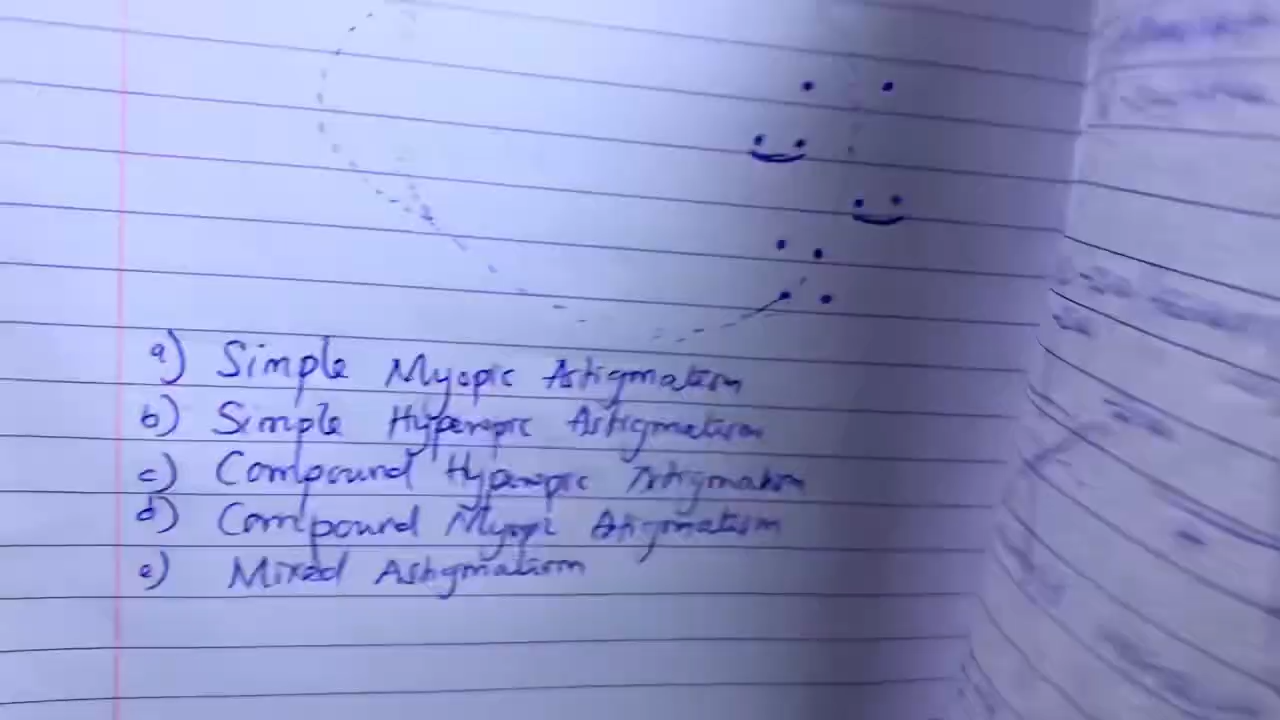 a) Simple Myopic Astigmatism
b) Simple Hyperopic Astigmatism
c) Compound Hyperopic Astigmatism
d) Compound Myopic Astigmatism
e) Mixed Astigmatism